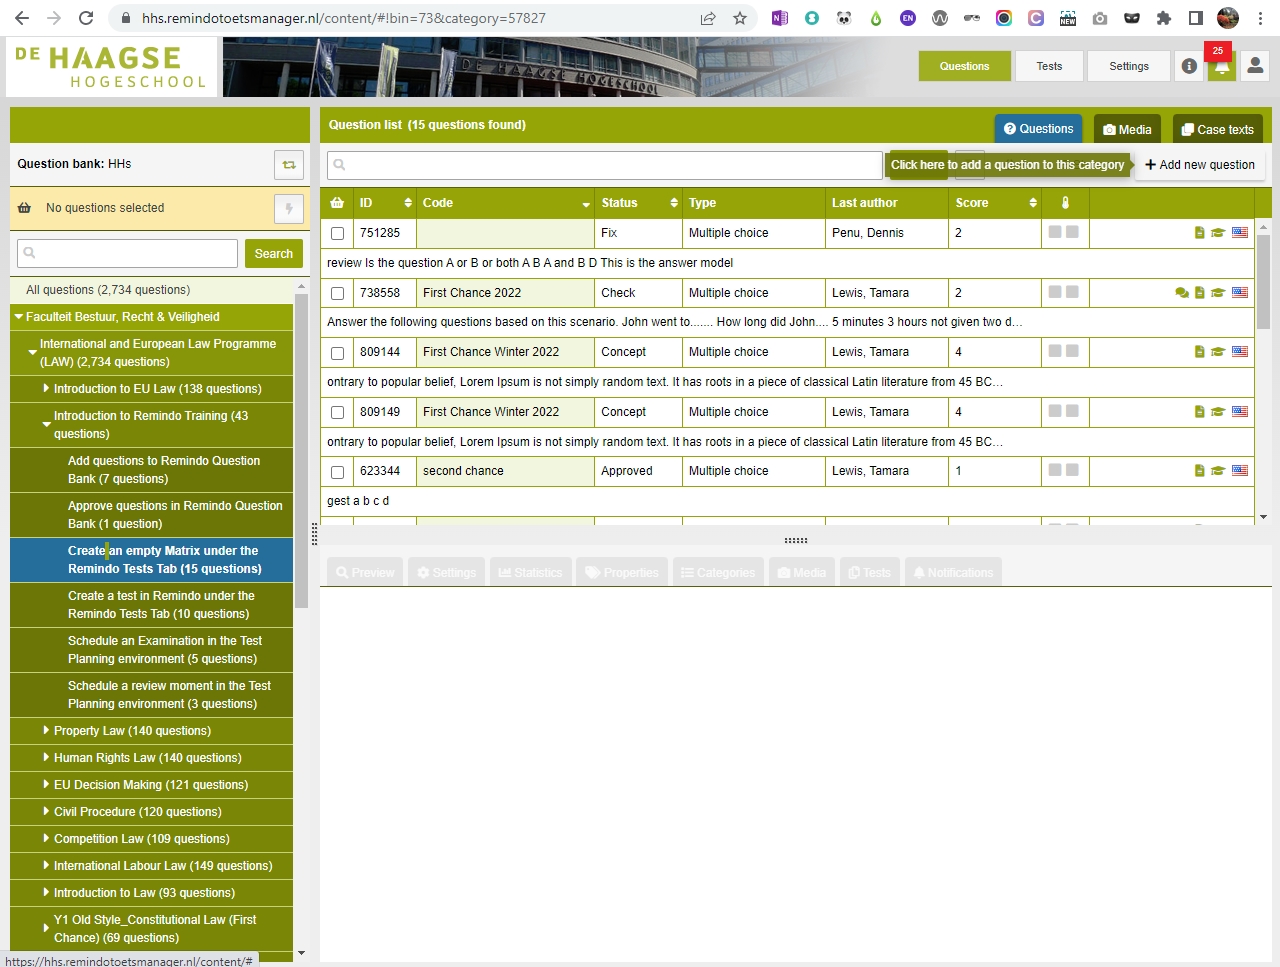 hhs.remindotoetsmanager.nl/content/#!bin=73&category=57827
DE HAAGSE
HOGESCHOOL
DE HAAGSE HOGESCHOOL
Questions
Tests
Settings
25
Question bank: HHs
No questions selected
Search
All questions (2,734 questions)
Faculteit Bestuur, Recht & Veiligheid
International and European Law Programme
(LAW) (2,734 questions)
Introduction to EU Law (138 questions)
Introduction to Remindo Training (43
questions)
Add questions to Remindo Question
Bank (7 questions)
Approve questions in Remindo Question
Bank (1 question)
Create an empty Matrix under the
Remindo Tests Tab (15 questions)
Create a test in Remindo under the
Remindo Tests Tab (10 questions)
Schedule an Examination in the Test
Planning environment (5 questions)
Schedule a review moment in the Test
Planning environment (3 questions)
Property Law (140 questions)
Human Rights Law (140 questions)
EU Decision Making (121 questions)
Civil Procedure (120 questions)
Competition Law (109 questions)
International Labour Law (149 questions)
Introduction to Law (93 questions)
Y1 Old Style_Constitutional Law (First
Chance) (69 questions)
https://hhs.remindotoetsmanager.nl/content/#
Question list (15 questions found)
Questions
Media
Case texts
Click here to add a question to this category
Add new question
ID Code Status Type Last author Score
751285 Fix Multiple choice Penu, Dennis 2
review Is the question A or B or both A B A and B D This is the answer model
738558 First Chance 2022 Check Multiple choice Lewis, Tamara 2
Answer the following questions based on this scenario. John went to....... How long did John.... 5 minutes 3 hours not given two d...
809144 First Chance Winter 2022 Concept Multiple choice Lewis, Tamara 4
ontrary to popular belief, Lorem Ipsum is not simply random text. It has roots in a piece of classical Latin literature from 45 BC...
809149 First Chance Winter 2022 Concept Multiple choice Lewis, Tamara 4
ontrary to popular belief, Lorem Ipsum is not simply random text. It has roots in a piece of classical Latin literature from 45 BC...
623344 second chance Approved Multiple choice Lewis, Tamara 1
gest a b c d
Preview
Settings
Statistics
Properties
Categories
Media
Tests
Notifications